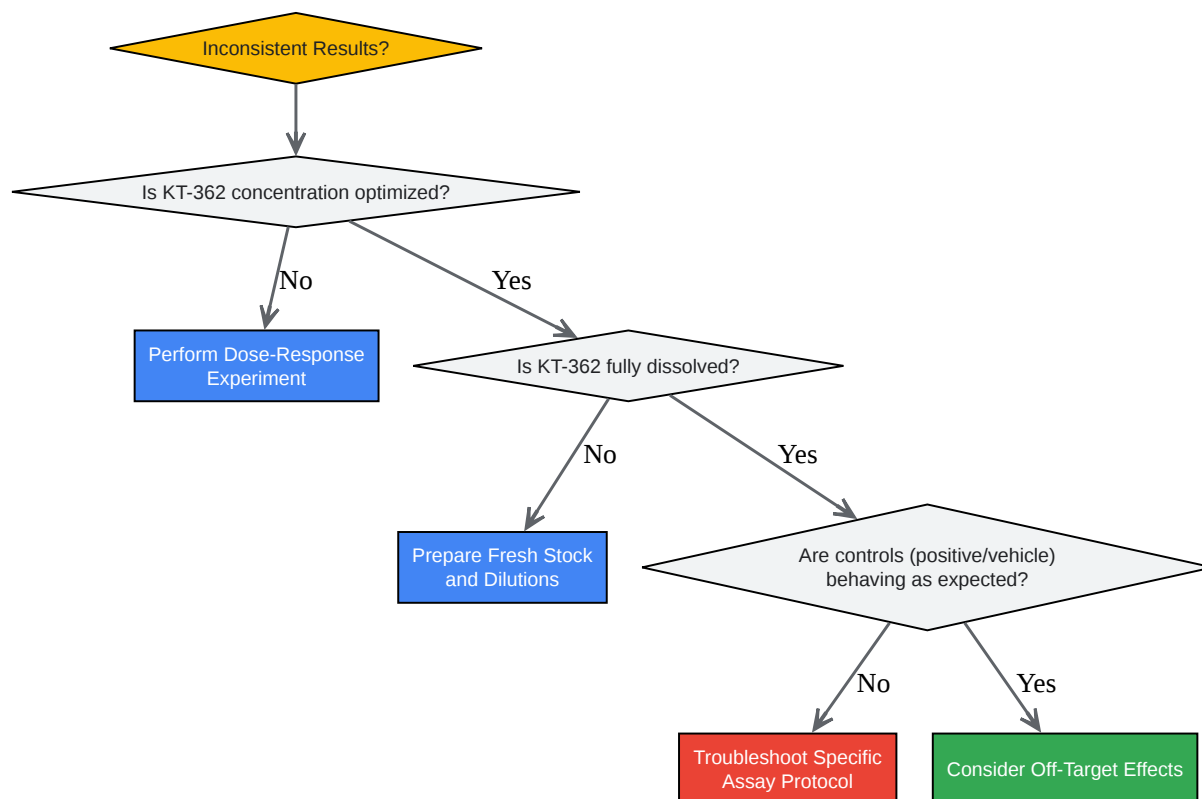 Inconsistent Results?
Is KT-362 concentration optimized?
No
Yes
Perform Dose-Response
Experiment
Is KT-362 fully dissolved?
No
Yes
Prepare Fresh Stock
and Dilutions
Are controls (positive/vehicle)
behaving as expected?
No
Yes
Troubleshoot Specific
Assay Protocol
Consider Off-Target Effects